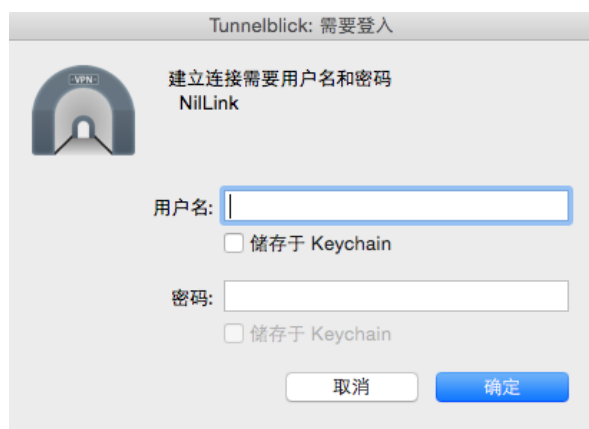 Tunnelblick: 需要登入
VPN
建立连接需要用户名和密码
NilLink
用户名:
储存于 Keychain
密码:
储存于 Keychain
取消
确定